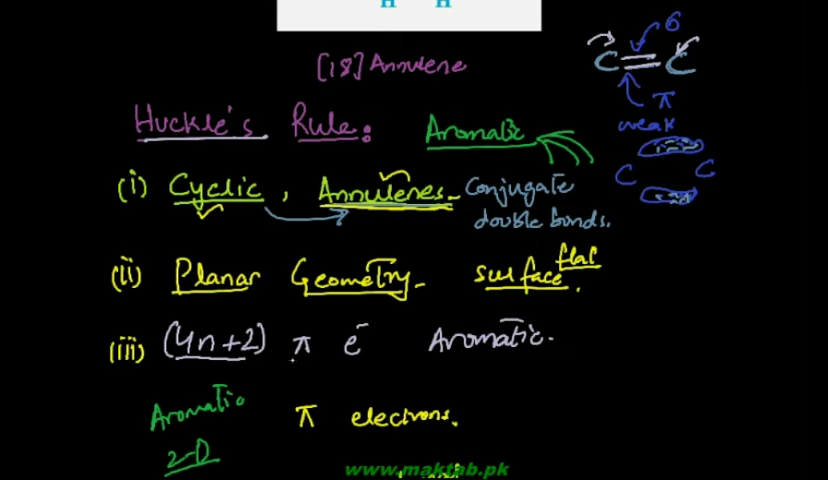 H H
[18] Annulene
6
C = C
π
weak
C C
Huckle's Rule: Aromatic
(i) Cyclic, Annulenes - Conjugate
double bonds.
(ii) Planar Geometry - surface flat.
(iii) (4n+2) π e⁻ Aromatic.
Aromatic π electrons.
2-D
www.maktab.pk